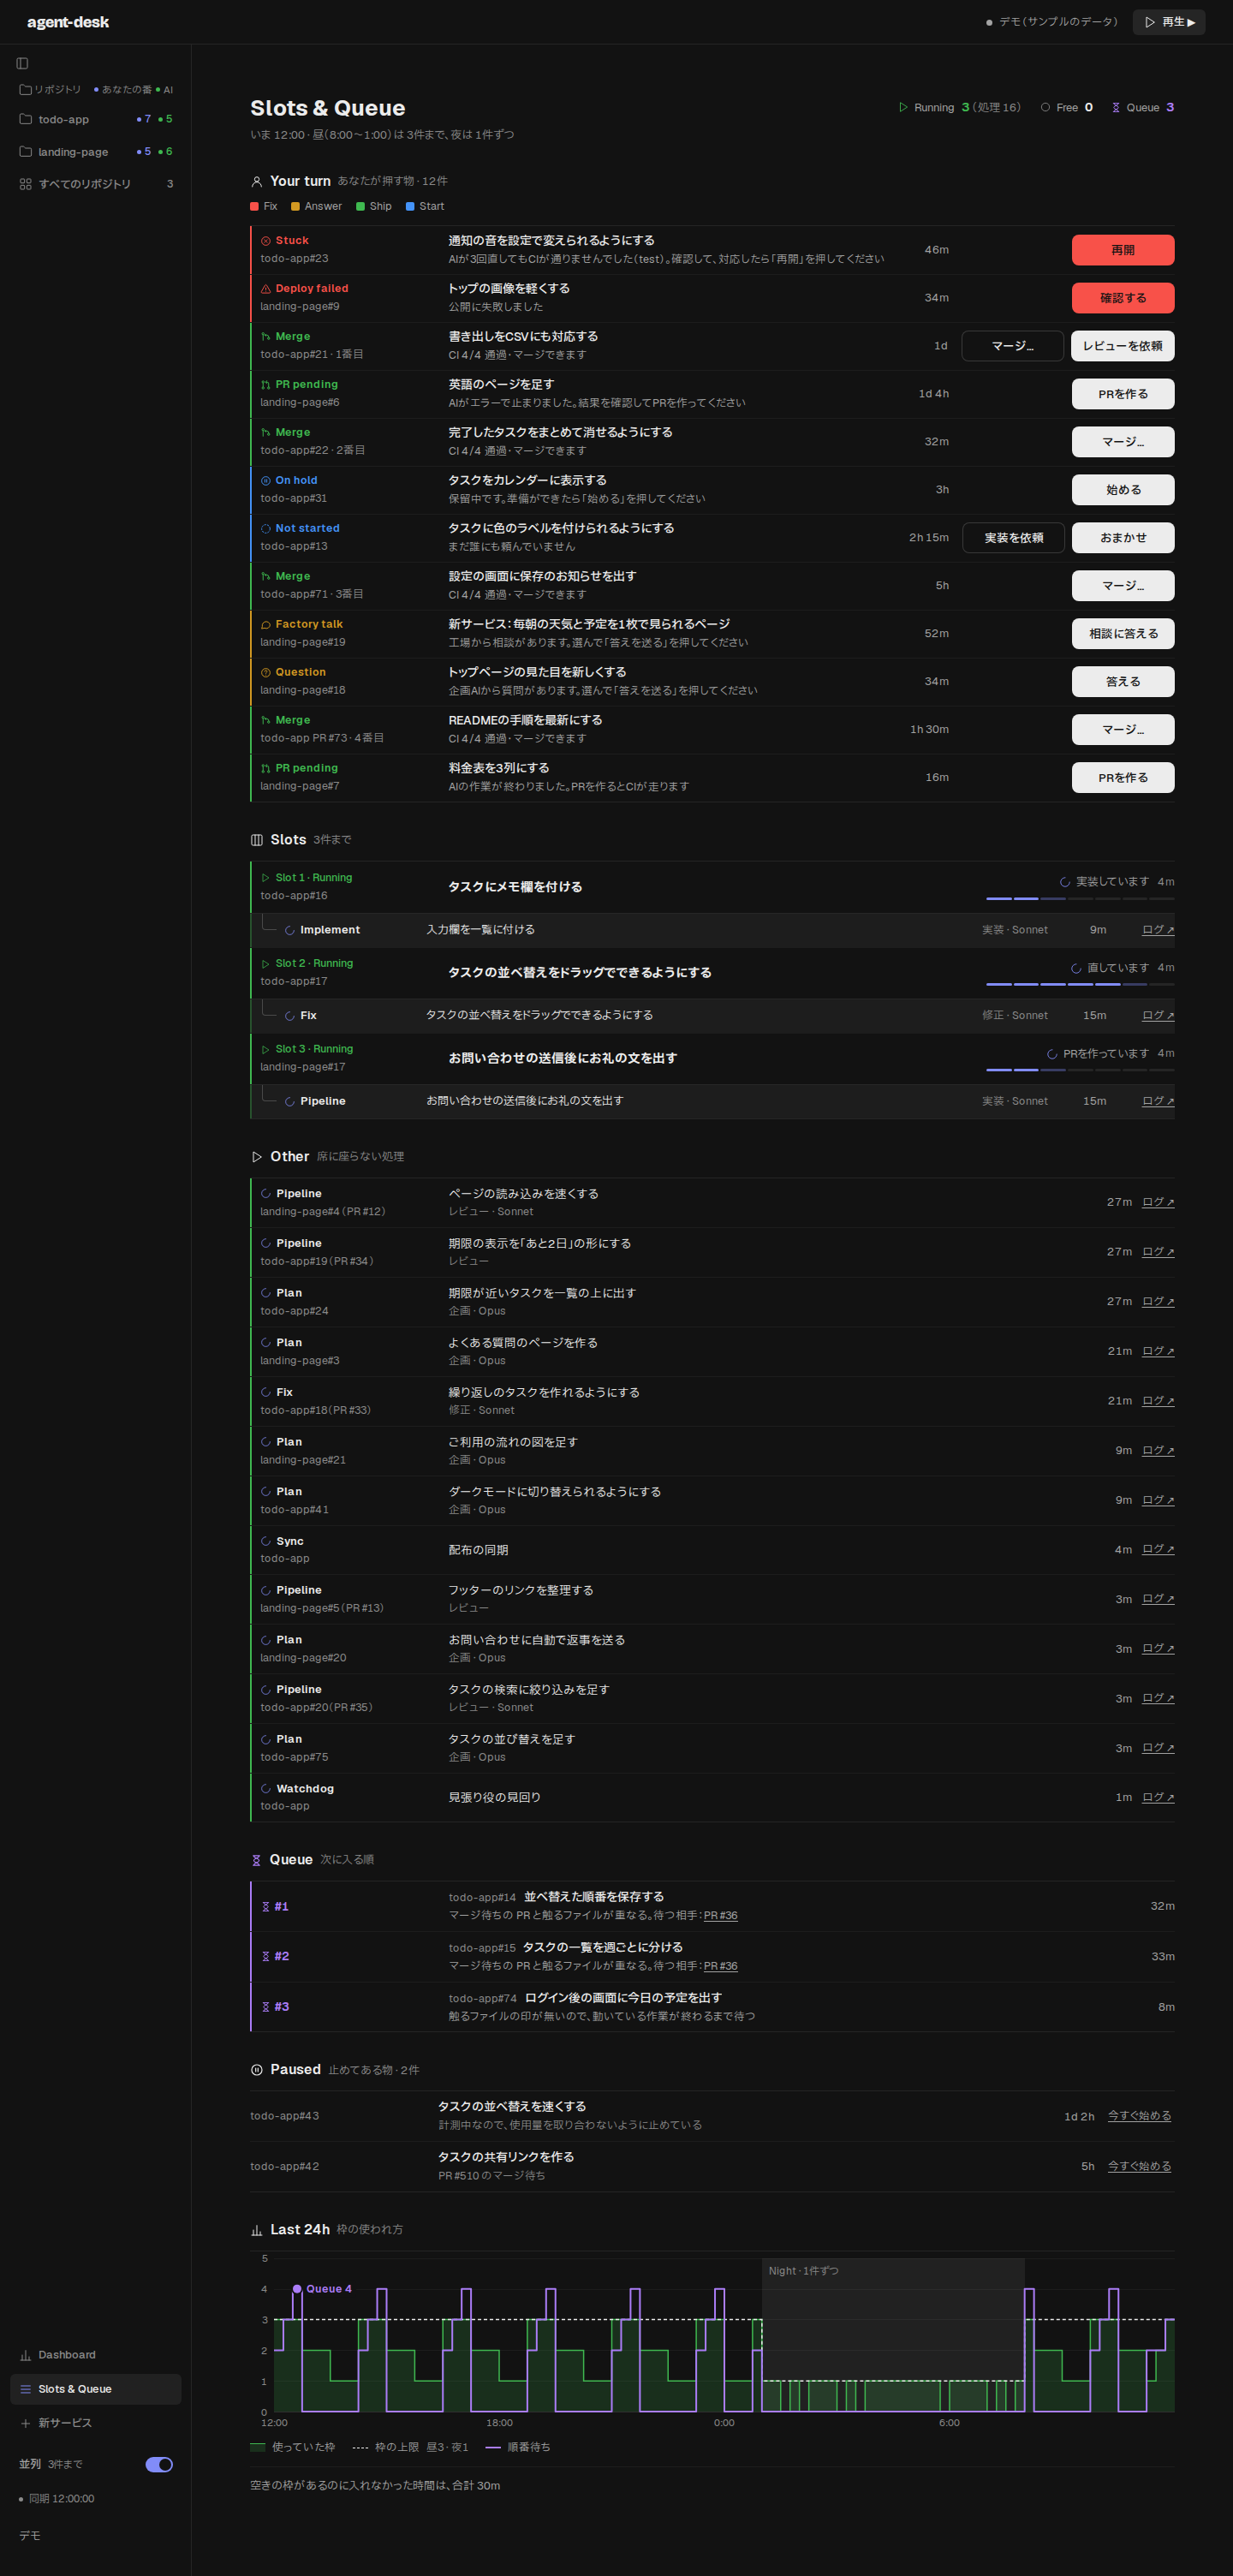 agent-desk
デモ（サンプルのデータ）
再生 ▶
リポジトリ あなたの番 AI
todo-app 7 5
landing-page 5 6
すべてのリポジトリ 3
Slots & Queue
Running 3（処理 16） Free 0 Queue 3
いま 12:00 · 昼（8:00〜1:00）は 3件まで、夜は 1件ずつ
Your turn あなたが押す物 · 12件
Fix Answer Ship Start
Stuck
todo-app#23
通知の音を設定で変えられるようにする
AIが3回直してもCIが通りませんでした（test）。確認して、対応したら「再開」を押してください
46m
再開
Deploy failed
landing-page#9
トップの画像を軽くする
公開に失敗しました
34m
確認する
Merge
todo-app#21 · 1番目
書き出しをCSVにも対応する
CI 4/4 通過 · マージできます
1d
マージ…
レビューを依頼
PR pending
landing-page#6
英語のページを足す
AIがエラーで止まりました。結果を確認してPRを作ってください
1d 4h
PRを作る
Merge
todo-app#22 · 2番目
完了したタスクをまとめて消せるようにする
CI 4/4 通過 · マージできます
32m
マージ…
On hold
todo-app#31
タスクをカレンダーに表示する
保留中です。準備ができたら「始める」を押してください
3h
始める
Not started
todo-app#13
タスクに色のラベルを付けられるようにする
まだ誰にも頼んでいません
2h 15m
実装を依頼
おまかせ
Merge
todo-app#71 · 3番目
設定の画面に保存のお知らせを出す
CI 4/4 通過 · マージできます
5h
マージ…
Factory talk
landing-page#19
新サービス：毎朝の天気と予定を1枚で見られるページ
工場から相談があります。選んで「答えを送る」を押してください
52m
相談に答える
Question
landing-page#18
トップページの見た目を新しくする
企画AIから質問があります。選んで「答えを送る」を押してください
34m
答える
Merge
todo-app PR #73 · 4番目
READMEの手順を最新にする
CI 4/4 通過 · マージできます
1h 30m
マージ…
PR pending
landing-page#7
料金表を3列にする
AIの作業が終わりました。PRを作るとCIが走ります
16m
PRを作る
Slots 3件まで
Slot 1 · Running
todo-app#16
タスクにメモ欄を付ける
実装しています 4m
Implement 入力欄を一覧に付ける 実装 · Sonnet 9m ログ ↗
Slot 2 · Running
todo-app#17
タスクの並べ替えをドラッグでできるようにする
直しています 4m
Fix タスクの並べ替えをドラッグでできるようにする 修正 · Sonnet 15m ログ ↗
Slot 3 · Running
landing-page#17
お問い合わせの送信後にお礼の文を出す
PRを作っています 4m
Pipeline お問い合わせの送信後にお礼の文を出す 実装 · Sonnet 15m ログ ↗
Other 席に座らない処理
Pipeline
landing-page#4（PR #12）
ページの読み込みを速くする
レビュー · Sonnet
27m ログ ↗
Pipeline
todo-app#19（PR #34）
期限の表示を「あと2日」の形にする
レビュー
27m ログ ↗
Plan
todo-app#24
期限が近いタスクを一覧の上に出す
企画 · Opus
27m ログ ↗
Plan
landing-page#3
よくある質問のページを作る
企画 · Opus
21m ログ ↗
Fix
todo-app#18（PR #33）
繰り返しのタスクを作れるようにする
修正 · Sonnet
21m ログ ↗
Plan
landing-page#21
ご利用の流れの図を足す
企画 · Opus
9m ログ ↗
Plan
todo-app#41
ダークモードに切り替えられるようにする
企画 · Opus
9m ログ ↗
Sync
todo-app
配布の同期
4m ログ ↗
Pipeline
landing-page#5（PR #13）
フッターのリンクを整理する
レビュー
3m ログ ↗
Plan
landing-page#20
お問い合わせに自動で返事を送る
企画 · Opus
3m ログ ↗
Pipeline
todo-app#20（PR #35）
タスクの検索に絞り込みを足す
レビュー · Sonnet
3m ログ ↗
Plan
todo-app#75
タスクの並び替えを足す
企画 · Opus
3m ログ ↗
Watchdog
todo-app
見張り役の見回り
1m ログ ↗
Queue 次に入る順
#1
todo-app#14 並べ替えた順番を保存する
マージ待ちの PR と触るファイルが重なる。待つ相手：PR #36
32m
#2
todo-app#15 タスクの一覧を週ごとに分ける
マージ待ちの PR と触るファイルが重なる。待つ相手：PR #36
33m
#3
todo-app#74 ログイン後の画面に今日の予定を出す
触るファイルの印が無いので、動いている作業が終わるまで待つ
8m
Paused 止めてある物 · 2件
todo-app#43
タスクの並べ替えを速くする
計測中なので、使用量を取り合わないように止めている
1d 2h 今すぐ始める
todo-app#42
タスクの共有リンクを作る
PR #510 のマージ待ち
5h 今すぐ始める
Last 24h 枠の使われ方
5
Night · 1件ずつ
4
Queue 4
3
2
1
0
12:00 18:00 0:00 6:00
使っていた枠 枠の上限 昼3 · 夜1 順番待ち
空きの枠があるのに入れなかった時間は、合計 30m
Dashboard
Slots & Queue
新サービス
並列 3件まで
同期 12:00:00
デモ